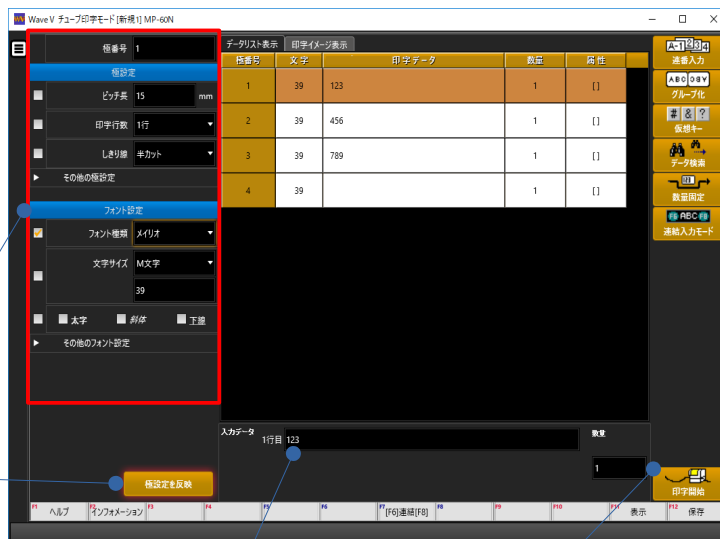 Wave V チューブ印字モード [新規1] MP-60N
極番号 1
極設定
ピッチ長 15 mm
印字行数 1行
しきり線 半カット
その他の極設定
フォント設定
フォント種類 メイリオ
文字サイズ M文字
39
太字 斜体 下線
その他のフォント設定
極設定を反映
データリスト表示 印字イメージ表示
極番号 文字 印字データ 数量 属性
1 39 123 1 [ ]
2 39 456 1 [ ]
3 39 789 1 [ ]
4 39 1 [ ]
入力データ 1行目 123
数量
1
A-1 2 3 4
連番入力
ABC
グループ化
# & ?
仮想キー
データ検索
数量固定
F6 ABC F8
連結入力モード
印字開始
F1 ヘルプ F2 インフォメーション F3 F4 F5 F6 F7 [F6]連結[F8] F8 F9 F10 F11 表示 F12 保存